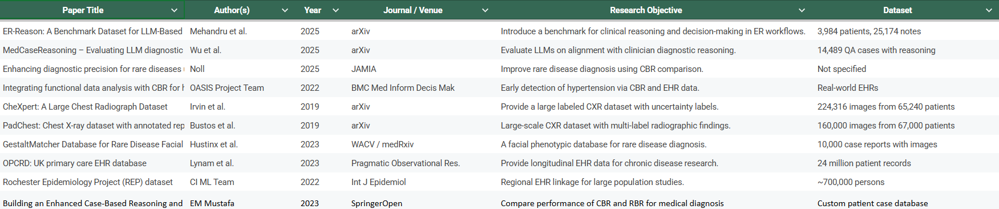 Paper Title Author(s) Year Journal / Venue Research Objective Dataset
ER-Reason: A Benchmark Dataset for LLM-Based Mehandru et al. 2025 arXiv Introduce a benchmark for clinical reasoning and decision-making in ER workflows. 3,984 patients, 25,174 notes
MedCaseReasoning – Evaluating LLM diagnostic Wu et al. 2025 arXiv Evaluate LLMs on alignment with clinician diagnostic reasoning. 14,489 QA cases with reasoning
Enhancing diagnostic precision for rare diseases Noll 2025 JAMIA Improve rare disease diagnosis using CBR comparison. Not specified
Integrating functional data analysis with CBR for OASIS Project Team 2022 BMC Med Inform Decis Mak Early detection of hypertension via CBR and EHR data. Real-world EHRs
CheXpert: A Large Chest Radiograph Dataset Irvin et al. 2019 arXiv Provide a large labeled CXR dataset with uncertainty labels. 224,316 images from 65,240 patients
PadChest: Chest X-ray dataset with annotated rep Bustos et al. 2019 arXiv Large-scale CXR dataset with multi-label radiographic findings. 160,000 images from 67,000 patients
GestaltMatcher Database for Rare Disease Facial Hustinx et al. 2023 WACV / medRxiv A facial phenotypic database for rare disease diagnosis. 10,000 case reports with images
OPCRD: UK primary care EHR database Lynam et al. 2023 Pragmatic Observational Res. Provide longitudinal EHR data for chronic disease research. 24 million patient records
Rochester Epidemiology Project (REP) dataset CI ML Team 2022 Int J Epidemiol Regional EHR linkage for large population studies. ~700,000 persons
Building an Enhanced Case-Based Reasoning and EM Mustafa 2023 SpringerOpen Compare performance of CBR and RBR for medical diagnosis Custom patient case database